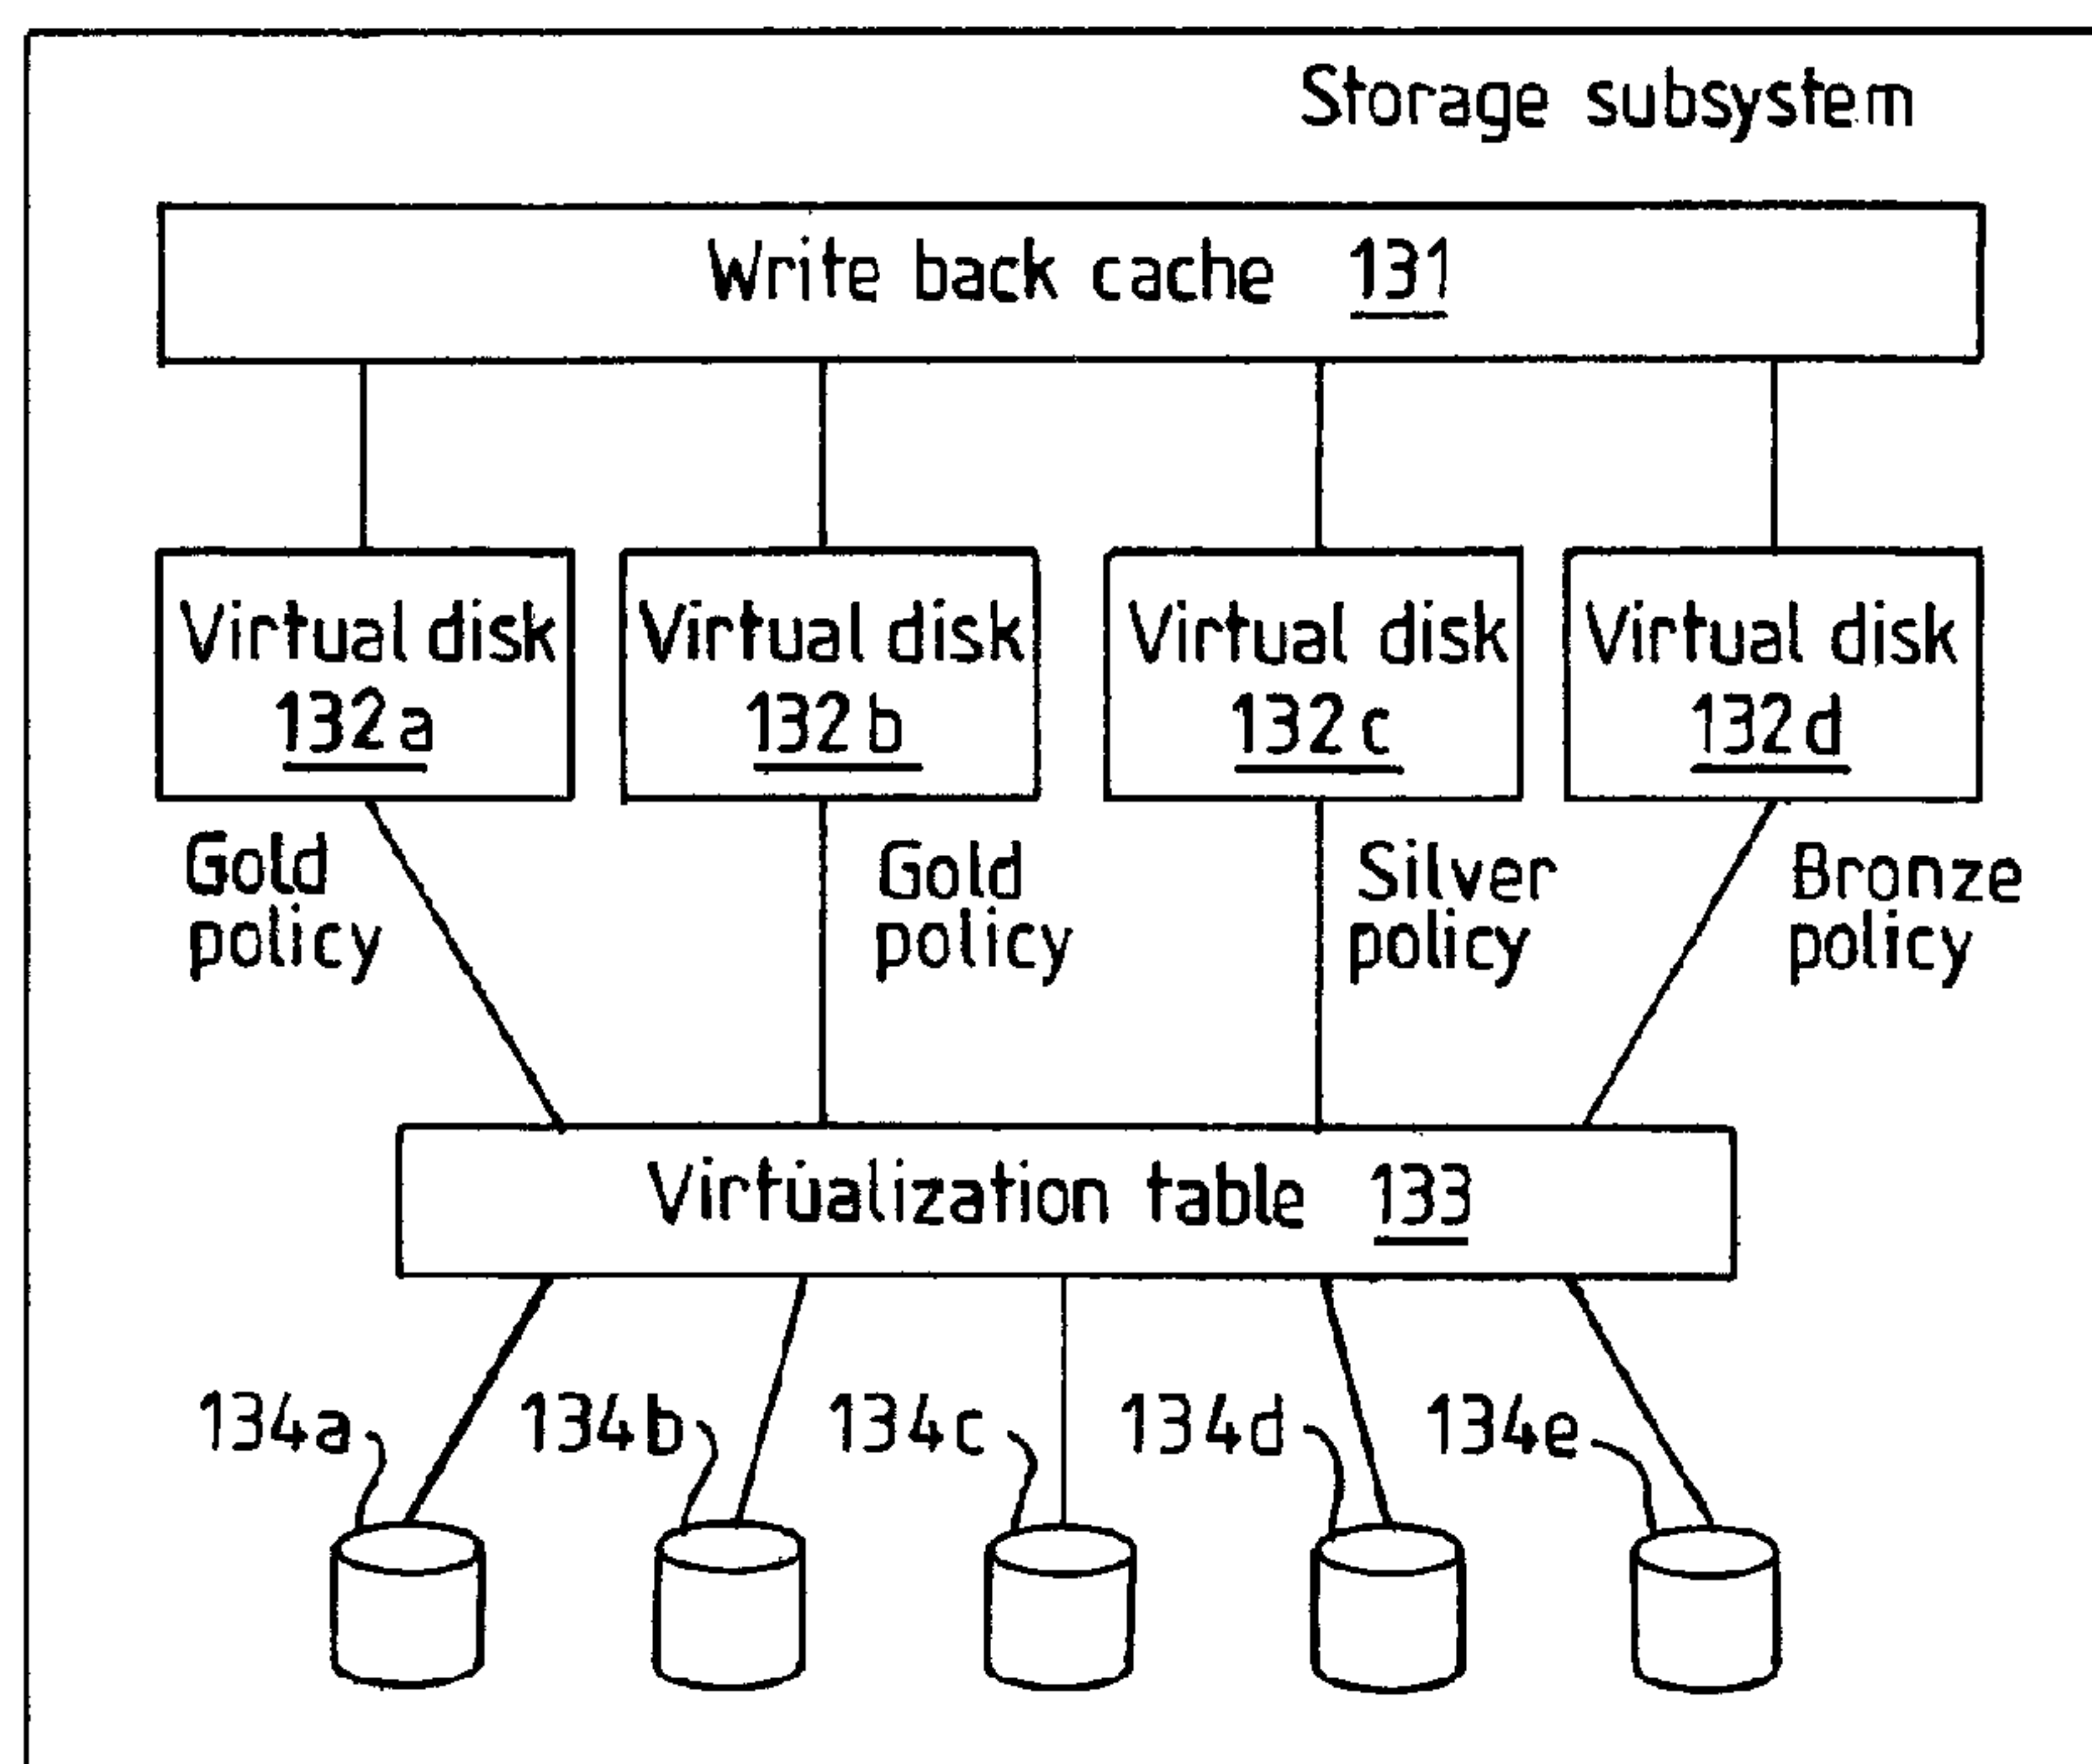 Storage subsystem
Write back cache 131
Virtual disk
132a
Virtual disk
132b
Virtual disk
132c
Virtual disk
132d
Gold
policy
Gold
policy
Silver
policy
Bronze
policy
Virtualization table 133
134a
134b
134c
134d
134e